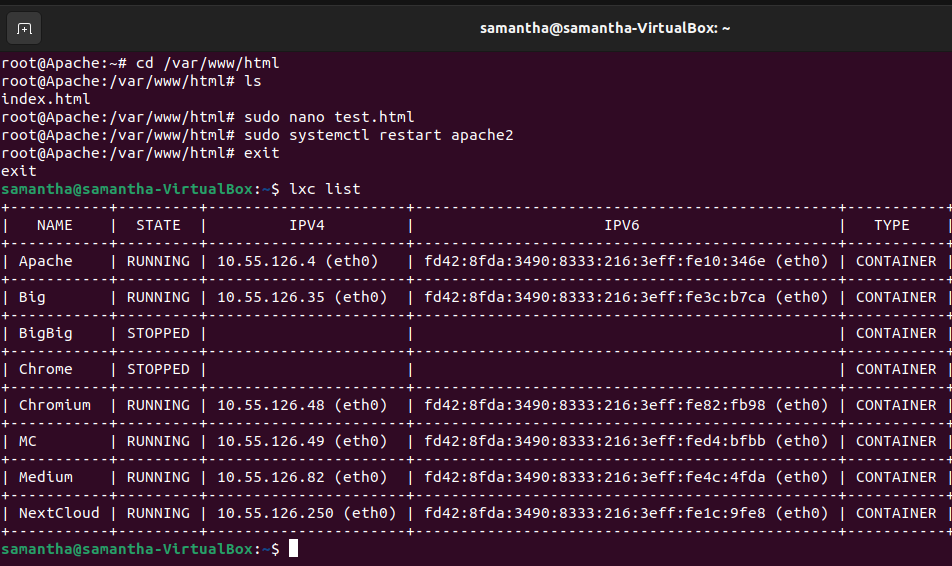 samantha@samantha-VirtualBox: ~
root@Apache:~# cd /var/www/html
root@Apache:/var/www/html# ls
index.html
root@Apache:/var/www/html# sudo nano test.html
root@Apache:/var/www/html# sudo systemctl restart apache2
root@Apache:/var/www/html# exit
exit
samantha@samantha-VirtualBox:~$ lxc list
+-----------+---------+----------------------+-----------------------------------------------+-----------+
|   NAME    |  STATE  |         IPV4         |                     IPV6                      |   TYPE    |
+-----------+---------+----------------------+-----------------------------------------------+-----------+
| Apache    | RUNNING | 10.55.126.4 (eth0)   | fd42:8fda:3490:8333:216:3eff:fe10:346e (eth0) | CONTAINER |
+-----------+---------+----------------------+-----------------------------------------------+-----------+
| Big       | RUNNING | 10.55.126.35 (eth0)  | fd42:8fda:3490:8333:216:3eff:fe3c:b7ca (eth0) | CONTAINER |
+-----------+---------+----------------------+-----------------------------------------------+-----------+
| BigBig    | STOPPED |                      |                                               | CONTAINER |
+-----------+---------+----------------------+-----------------------------------------------+-----------+
| Chrome    | STOPPED |                      |                                               | CONTAINER |
+-----------+---------+----------------------+-----------------------------------------------+-----------+
| Chromium  | RUNNING | 10.55.126.48 (eth0)  | fd42:8fda:3490:8333:216:3eff:fe82:fb98 (eth0) | CONTAINER |
+-----------+---------+----------------------+-----------------------------------------------+-----------+
| MC        | RUNNING | 10.55.126.49 (eth0)  | fd42:8fda:3490:8333:216:3eff:fed4:bfbb (eth0) | CONTAINER |
+-----------+---------+----------------------+-----------------------------------------------+-----------+
| Medium    | RUNNING | 10.55.126.82 (eth0)  | fd42:8fda:3490:8333:216:3eff:fe4c:4fda (eth0) | CONTAINER |
+-----------+---------+----------------------+-----------------------------------------------+-----------+
| NextCloud | RUNNING | 10.55.126.250 (eth0) | fd42:8fda:3490:8333:216:3eff:fe1c:9fe8 (eth0) | CONTAINER |
+-----------+---------+----------------------+-----------------------------------------------+-----------+
samantha@samantha-VirtualBox:~$